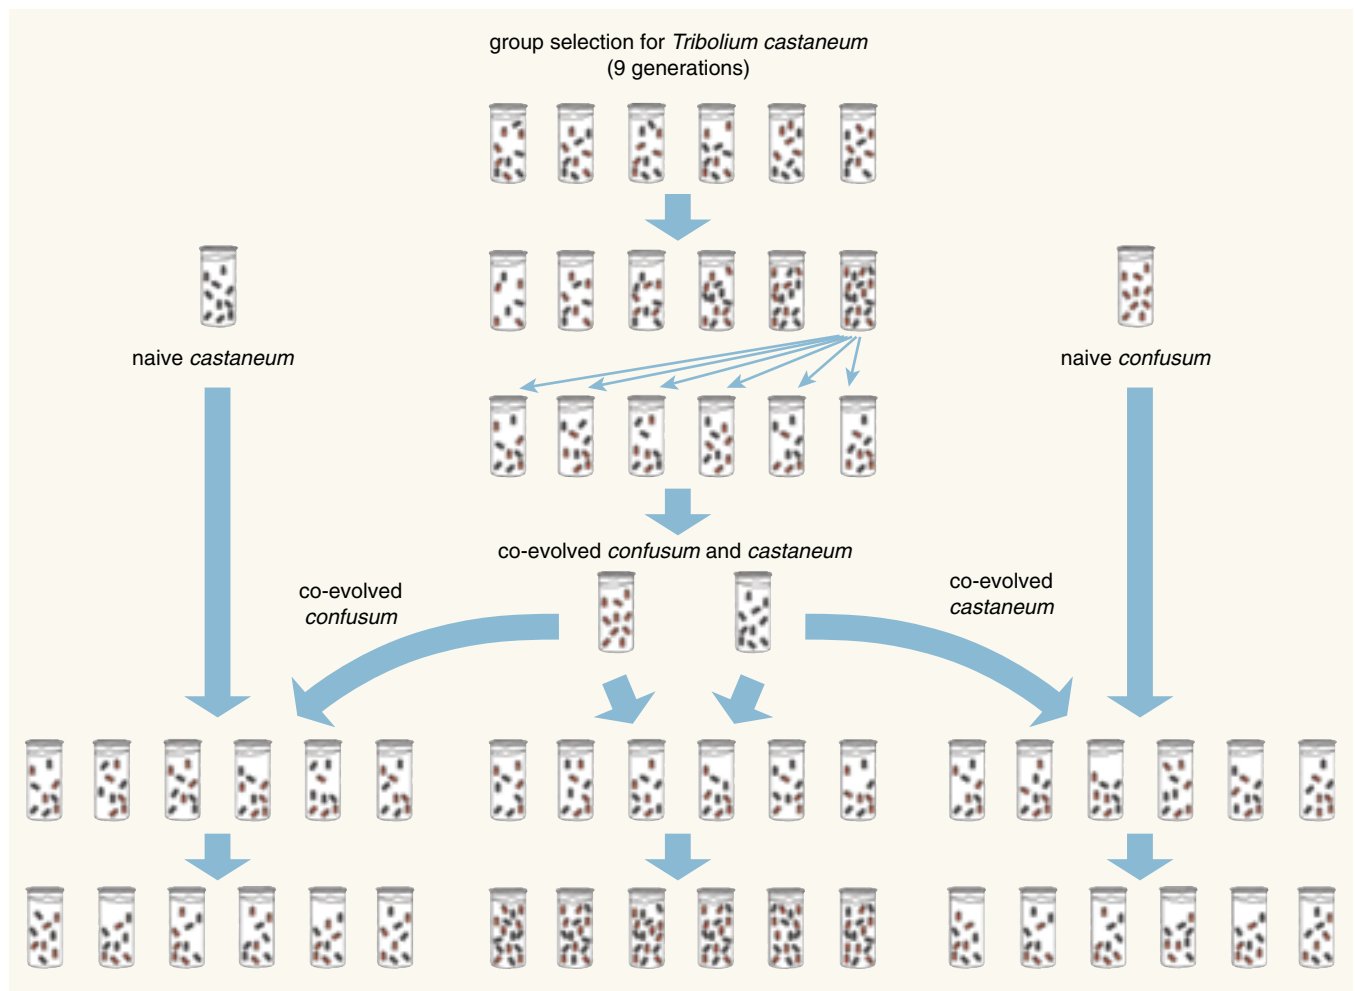 group selection for Tribolium castaneum
(9 generations)
naive castaneum
naive confusum
co-evolved confusum and castaneum
co-evolved
confusum
co-evolved
castaneum